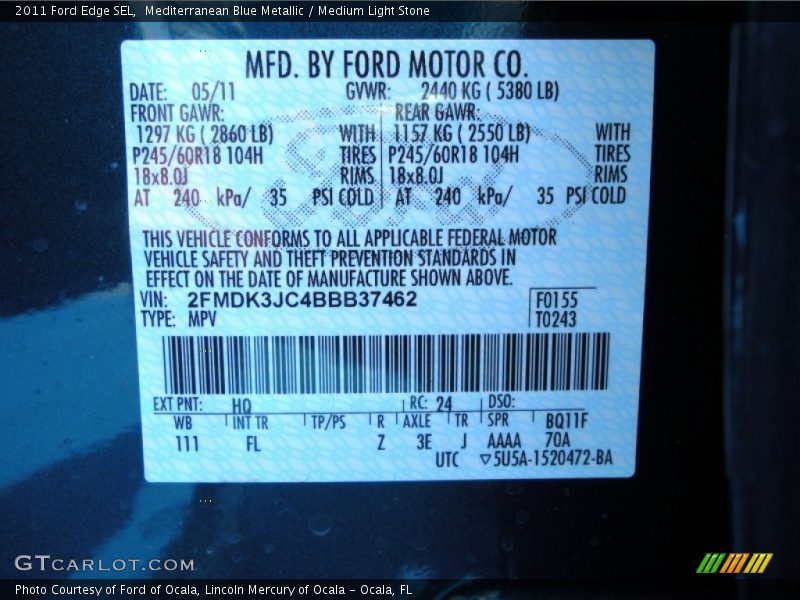 2011 Ford Edge SEL,  Mediterranean Blue Metallic / Medium Light Stone
MFD. BY FORD MOTOR CO.
DATE: 05/11 GVWR: 2440 KG ( 5380 LB)
FRONT GAWR: REAR GAWR:
1297 KG ( 2860 LB) WITH 1157 KG ( 2550 LB) WITH
P245/60R18 104H TIRES P245/60R18 104H TIRES
18x8.0J RIMS 18x8.0J RIMS
AT 240 kPa/ 35 PSI COLD AT 240 kPa/ 35 PSI COLD
THIS VEHICLE CONFORMS TO ALL APPLICABLE FEDERAL MOTOR
VEHICLE SAFETY AND THEFT PREVENTION STANDARDS IN
EFFECT ON THE DATE OF MANUFACTURE SHOWN ABOVE.
VIN: 2FMDK3JC4BBB37462 F0155
TYPE: MPV T0243
EXT PNT: HQ RC: 24 DSO:
WB INT TR TP/PS R AXLE TR SPR BQ11F
111 FL Z 3E J AAAA 70A
UTC ▽5U5A-1520472-BA
GTCARLOT.COM
Photo Courtesy of Ford of Ocala, Lincoln Mercury of Ocala - Ocala, FL